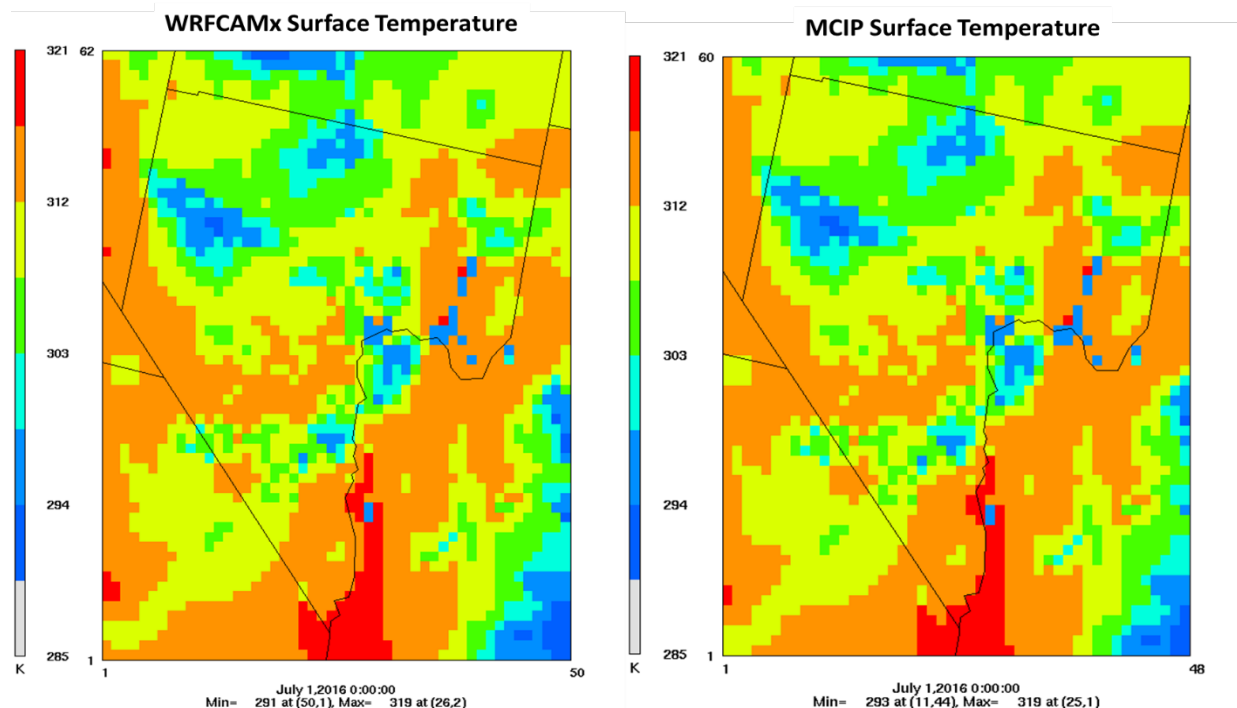 WRFCAMx Surface Temperature
321
62
312
303
294
285
K
1
1
50
July 1,2016 0:00:00
Min= 291 at (50,1), Max= 319 at (26,2)
MCIP Surface Temperature
321
60
312
303
294
285
K
1
1
48
July 1,2016 0:00:00
Min= 293 at (11,44), Max= 319 at (25,1)